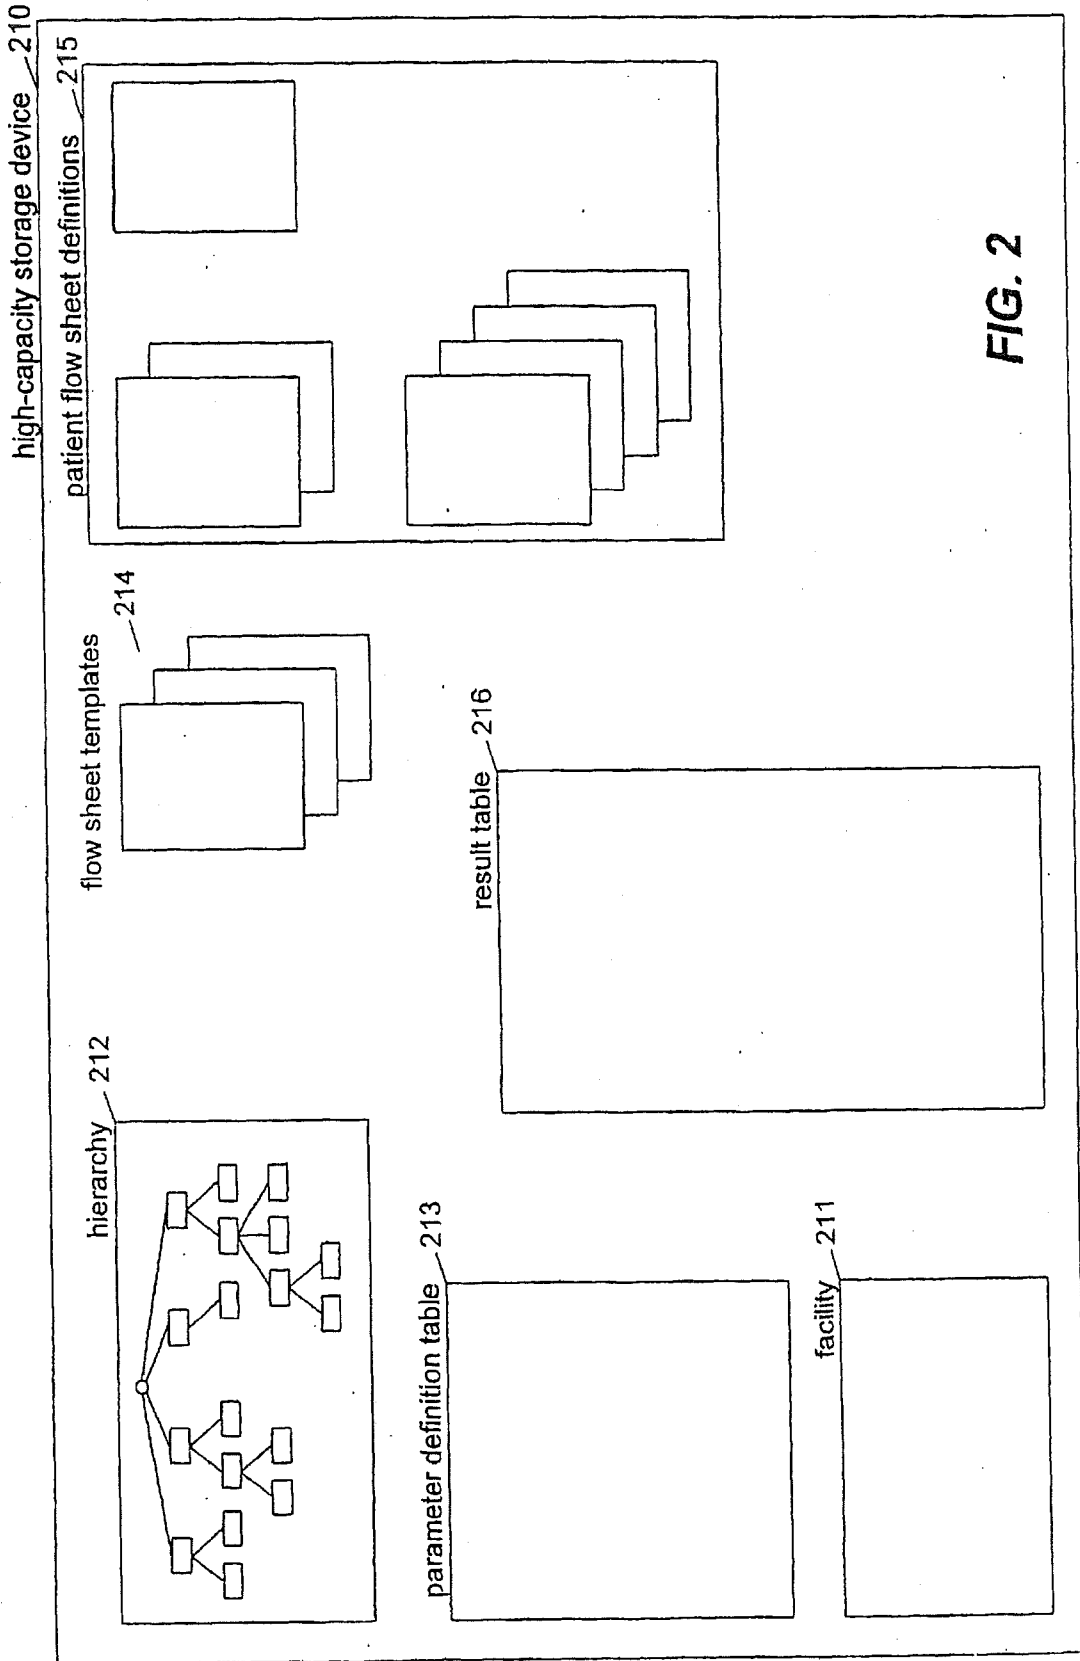 high-capacity storage device 210
patient flow sheet definitions 215
flow sheet templates 214
hierarchy 212
result table 216
parameter definition table 213
facility 211
FIG. 2